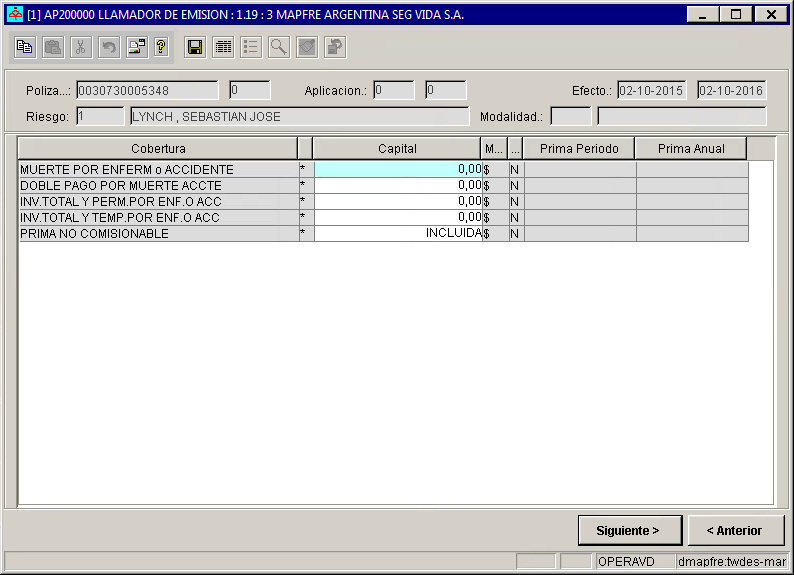 [1] AP200000 LLAMADOR DE EMISION : 1.19 : 3 MAPFRE ARGENTINA SEG VIDA S.A.
Poliza...: 0030730005348 0 Aplicacion.: 0 0 Efecto.: 02-10-2015 02-10-2016
Riesgo: 1 LYNCH , SEBASTIAN JOSE Modalidad.:
Cobertura Capital M... ... Prima Periodo Prima Anual
MUERTE POR ENFERM o ACCIDENTE * 0,00 $ N
DOBLE PAGO POR MUERTE ACCTE * 0,00 $ N
INV.TOTAL Y PERM.POR ENF.O ACC * 0,00 $ N
INV.TOTAL Y TEMP.POR ENF.O ACC * 0,00 $ N
PRIMA NO COMISIONABLE * INCLUIDA $ N
Siguiente > < Anterior
OPERAVD dmapfre:twdes-mar